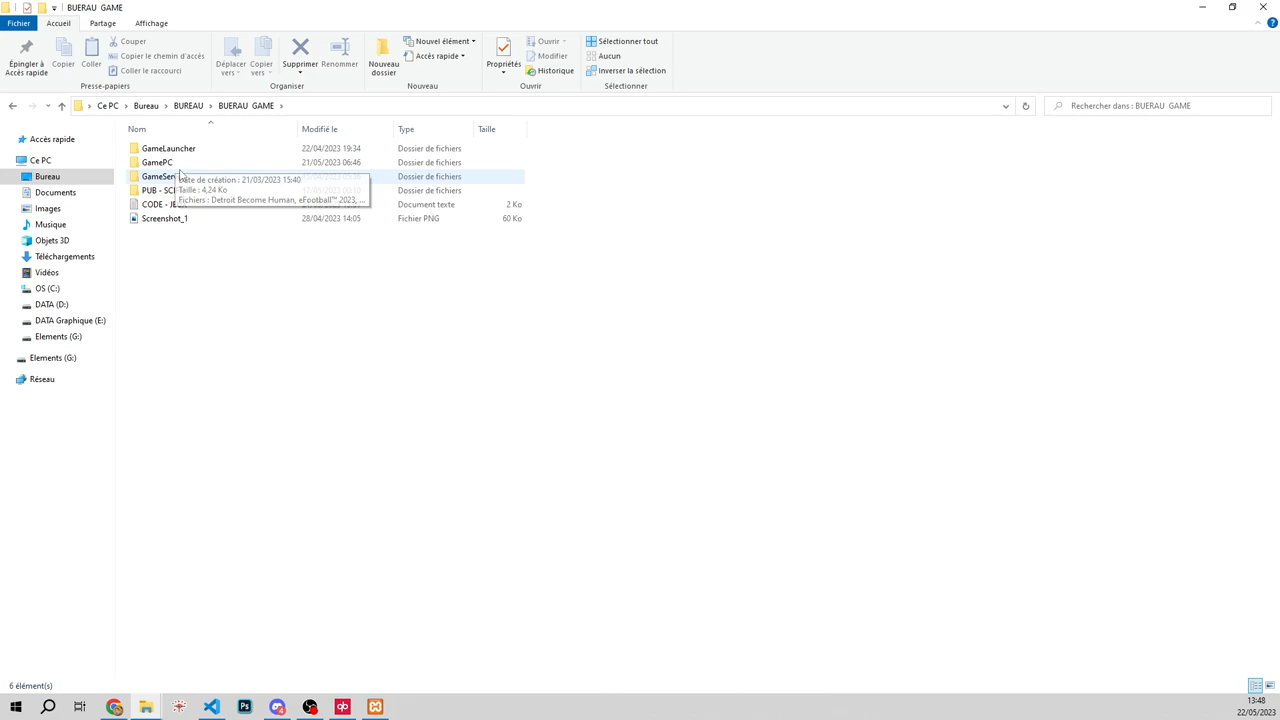 BUERAU GAME
Fichier
Accueil
Partage
Affichage
Épingler à
Accès rapide
Copier
Coller
Couper
Copier le chemin d'accès
Coller le raccourci
Presse-papiers
Déplacer
vers
Copier
vers
Supprimer
Renommer
Organiser
Nouveau
dossier
Nouvel élément
Accès rapide
Nouveau
Propriétés
Ouvrir
Modifier
Historique
Ouvrir
Sélectionner tout
Aucun
Inverser la sélection
Sélectionner
Ce PC > Bureau > BUREAU > BUERAU GAME >
Rechercher dans : BUERAU GAME
Nom Modifié le Type Taille
GameLauncher 22/04/2023 19:34 Dossier de fichiers
GamePC 21/05/2023 06:46 Dossier de fichiers
Dossier de fichiers
PUB - Dossier de fichiers
CODE - Document texte 2 Ko
Screenshot_1 28/04/2023 14:05 Fichier PNG 60 Ko
Date de création : 21/03/2023 15:40
Taille : 4,24 Ko
Fichiers : Detroit Become Human, eFootball™ 2023, ...
Accès rapide
Ce PC
Bureau
Documents
Images
Musique
Objets 3D
Téléchargements
Vidéos
OS (C:)
DATA (D:)
DATA Graphique (E:)
Elements (G:)
Elements (G:)
Réseau
6 élément(s)
Ps
qb
13:48
22/05/2023